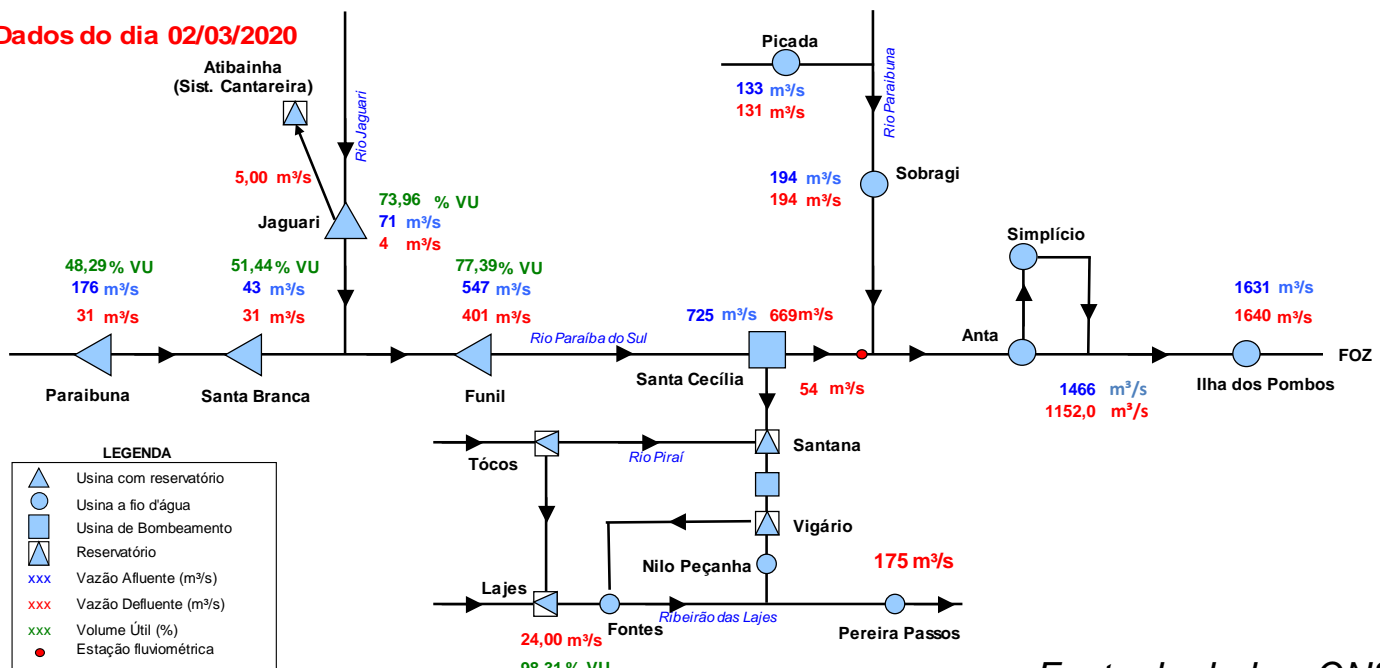 Dados do dia 02/03/2020
Atibainha
(Sist. Cantareira)
Rio Jaguari
5,00 m³/s
Jaguari
73,96 % VU
71 m³/s
4 m³/s
Picada
133 m³/s
131 m³/s
Rio Paraibuna
194 m³/s
194 m³/s
Sobragi
48,29% VU
176 m³/s
31 m³/s
Paraibuna
51,44% VU
43 m³/s
31 m³/s
Santa Branca
77,39% VU
547 m³/s
401 m³/s
Funil
Rio Paraíba do Sul
725 m³/s 669m³/s
Santa Cecília
54 m³/s
Simplício
Anta
1466 m³/s
1152,0 m³/s
1631 m³/s
1640 m³/s
Ilha dos Pombos
FOZ
Tócos
Rio Piraí
Santana
Vigário
Nilo Peçanha
175 m³/s
Lajes
24,00 m³/s
98,31% VU
Fontes
Ribeirão das Lajes
Pereira Passos
LEGENDA
Usina com reservatório
Usina a fio d'água
Usina de Bombeamento
Reservatório
xxx Vazão Afluente (m³/s)
xxx Vazão Defluente (m³/s)
xxx Volume Útil (%)
Estação fluviométrica